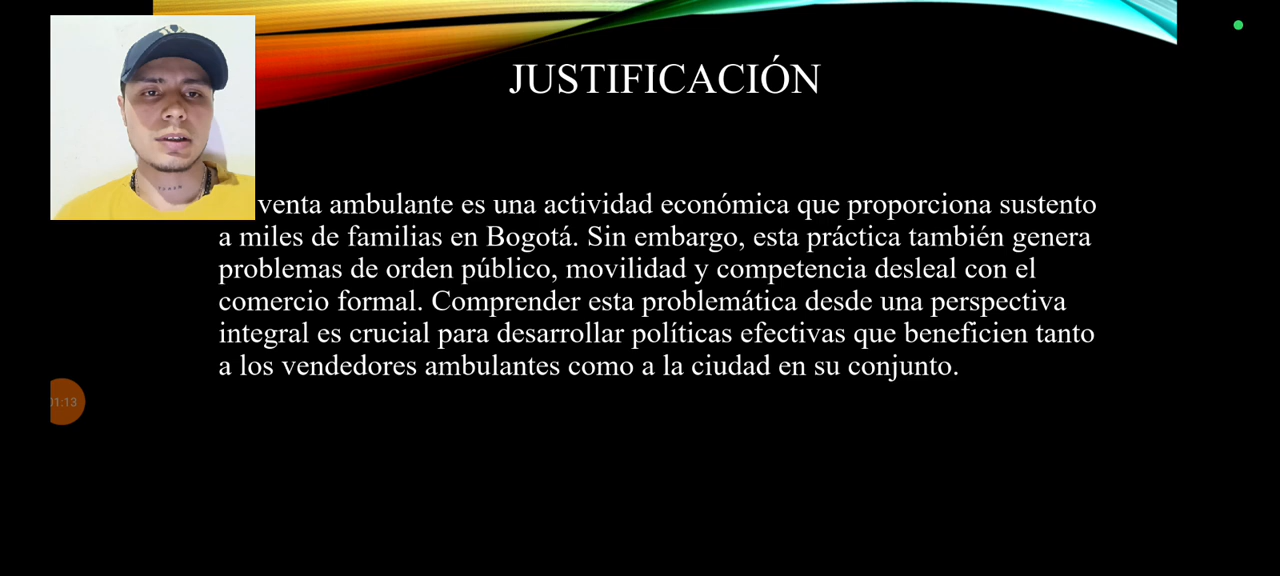 JUSTIFICACIÓN
venta ambulante es una actividad económica que proporciona sustento
a miles de familias en Bogotá. Sin embargo, esta práctica también genera
problemas de orden público, movilidad y competencia desleal con el
comercio formal. Comprender esta problemática desde una perspectiva
integral es crucial para desarrollar políticas efectivas que beneficien tanto
a los vendedores ambulantes como a la ciudad en su conjunto.
01:13